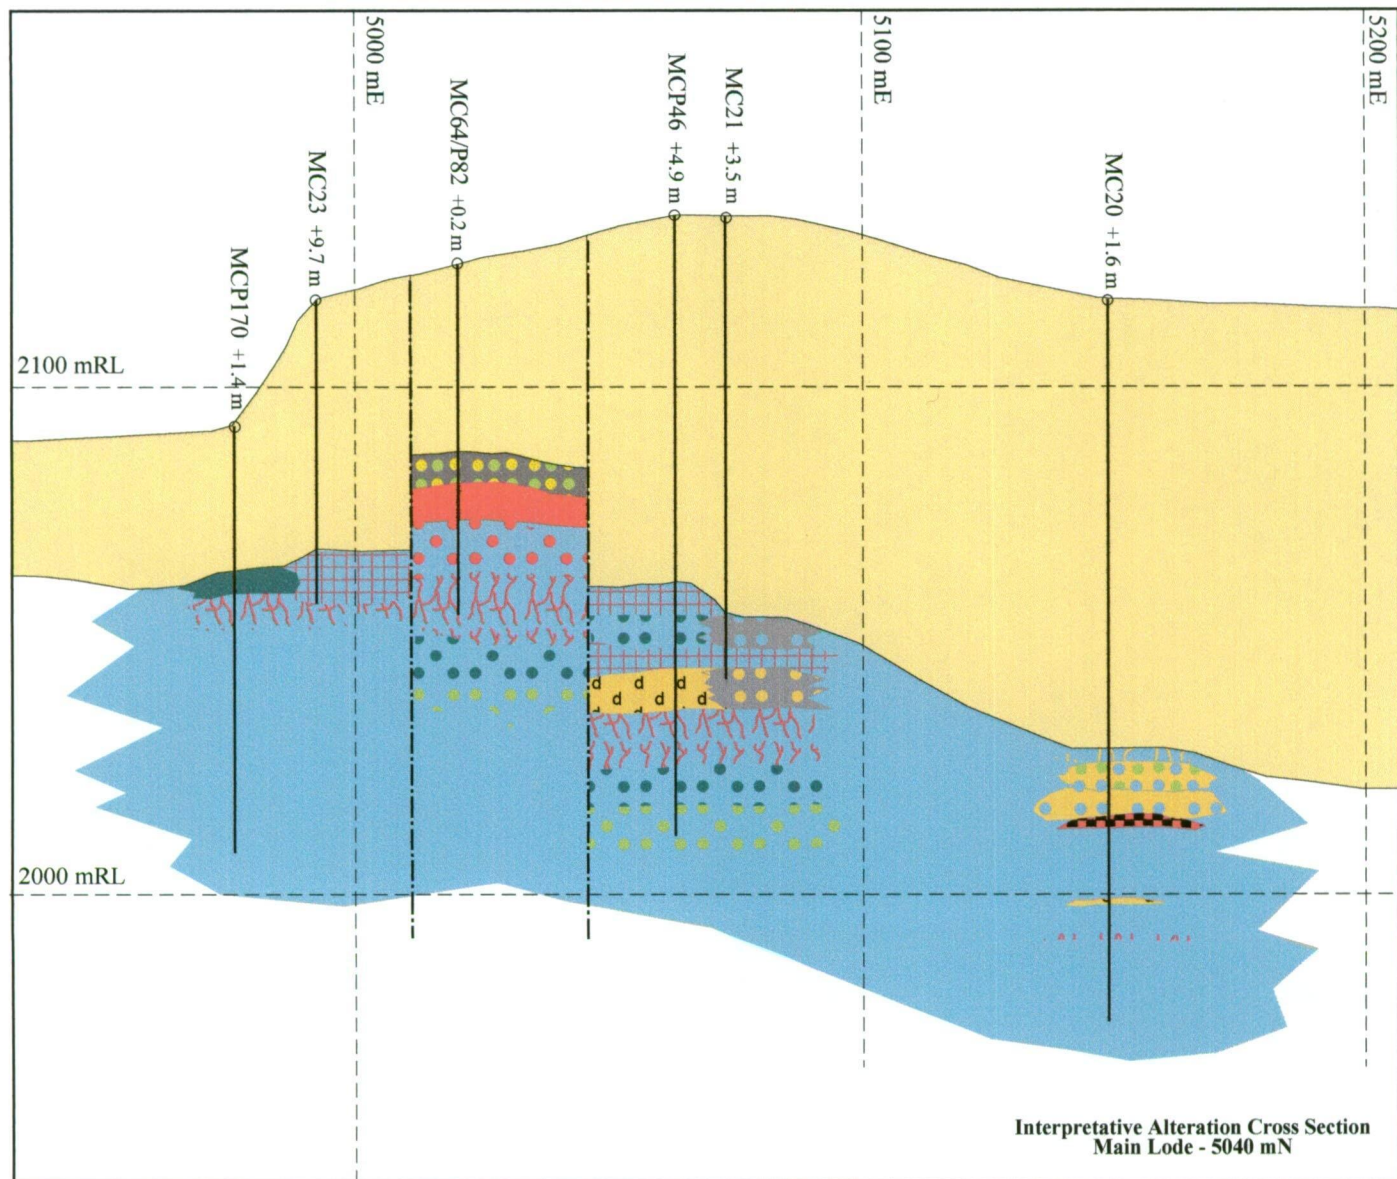 5000 mE
5100 mE
5200 mE
MCP170 +1.4 m
MC23 +9.7 m
MC64/P82 +0.2 m
MCP46 +4.9 m
MC21 +3.5 m
MC20 +1.6 m
2100 mRL
d d d
d d
2000 mRL
Interpretative Alteration Cross Section
Main Lode - 5040 mN